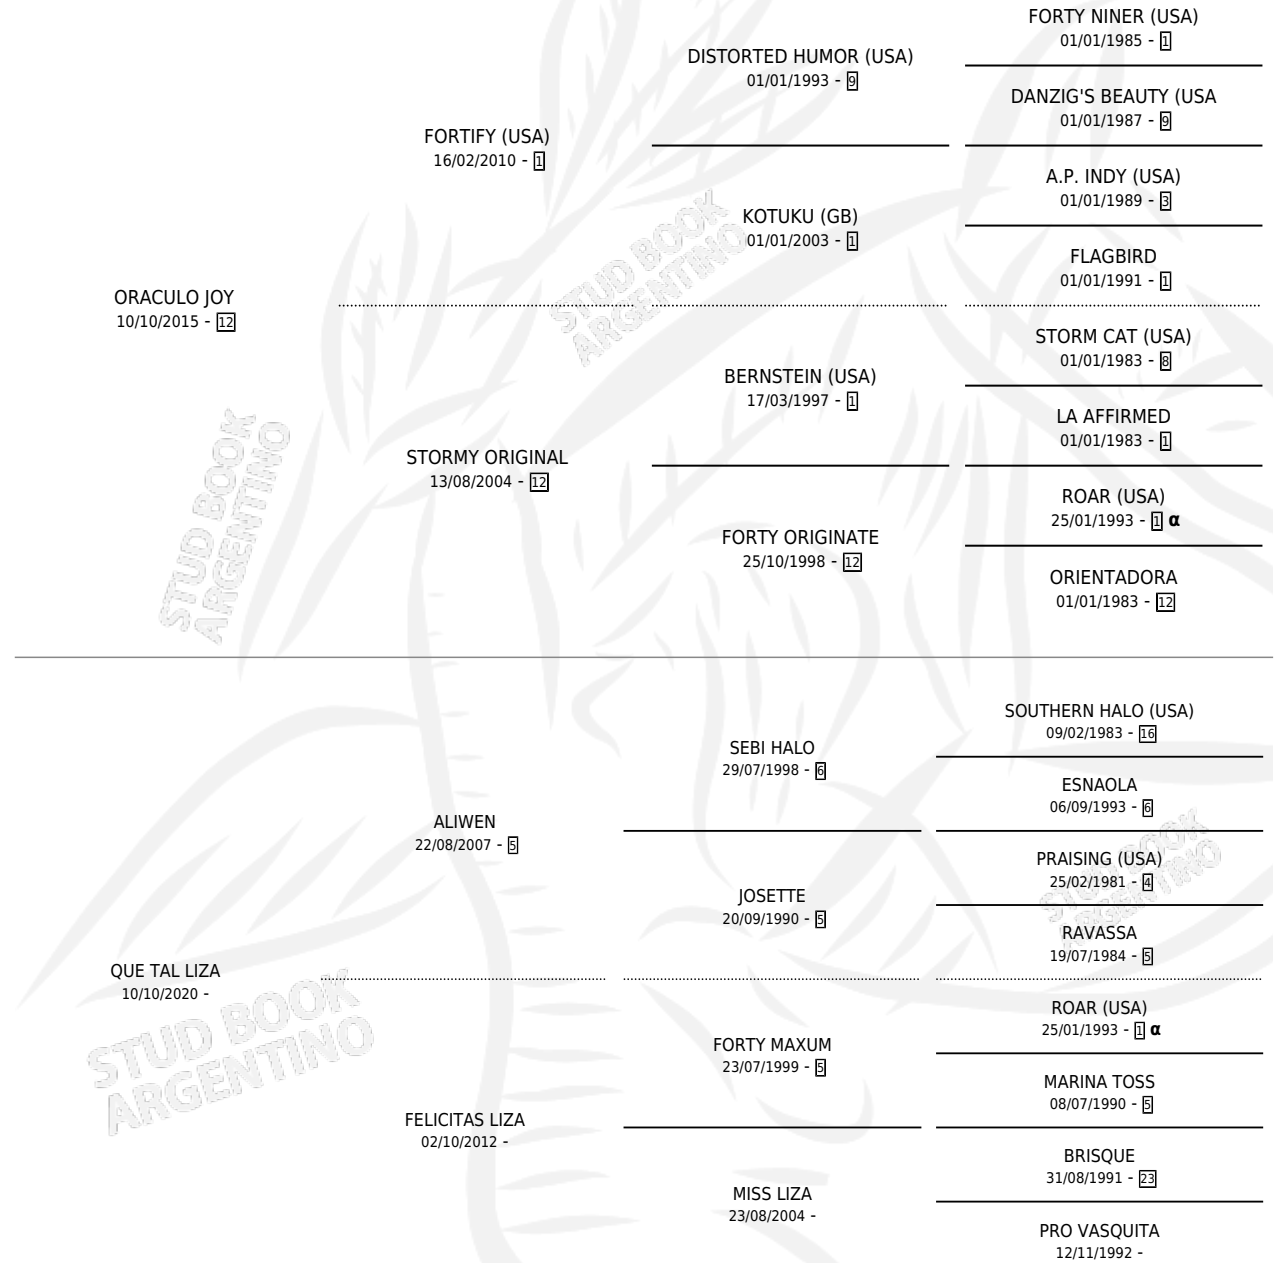 FORTY NINER (USA)
01/01/1985 - 1
DISTORTED HUMOR (USA)
01/01/1993 - 9
DANZIG'S BEAUTY (USA
01/01/1987 - 9
FORTIFY (USA)
16/02/2010 - 1
A.P. INDY (USA)
01/01/1989 - 3
KOTUKU (GB)
01/01/2003 - 1
FLAGBIRD
01/01/1991 - 1
ORACULO JOY
10/10/2015 - 12
STORM CAT (USA)
01/01/1983 - 8
BERNSTEIN (USA)
17/03/1997 - 1
LA AFFIRMED
01/01/1983 - 1
STORMY ORIGINAL
13/08/2004 - 12
ROAR (USA)
25/01/1993 - 1 α
FORTY ORIGINATE
25/10/1998 - 12
ORIENTADORA
01/01/1983 - 12
SOUTHERN HALO (USA)
09/02/1983 - 16
SEBI HALO
29/07/1998 - 6
ESNAOLA
06/09/1993 - 6
ALIWEN
22/08/2007 - 5
PRAISING (USA)
25/02/1981 - 4
JOSETTE
20/09/1990 - 5
RAVASSA
19/07/1984 - 5
QUE TAL LIZA
10/10/2020 -
ROAR (USA)
25/01/1993 - 1 α
FORTY MAXUM
23/07/1999 - 5
MARINA TOSS
08/07/1990 - 5
FELICITAS LIZA
02/10/2012 -
BRISQUE
31/08/1991 - 23
MISS LIZA
23/08/2004 -
PRO VASQUITA
12/11/1992 -
STUD BOOK
ARGENTINO
STUD BOOK
ARGENTINO
STUD BOOK
ARGENTINO
STUD BOOK
ARGENTINO